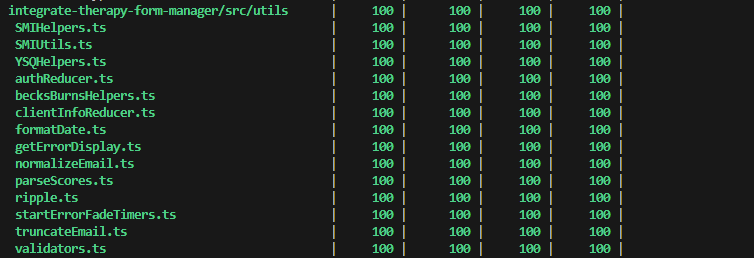 integrate-therapy-form-manager/src/utils | 100 | 100 | 100 | 100 |
SMIHelpers.ts | 100 | 100 | 100 | 100 |
SMIUtils.ts | 100 | 100 | 100 | 100 |
YSQHelpers.ts | 100 | 100 | 100 | 100 |
authReducer.ts | 100 | 100 | 100 | 100 |
becksBurnsHelpers.ts | 100 | 100 | 100 | 100 |
clientInfoReducer.ts | 100 | 100 | 100 | 100 |
formatDate.ts | 100 | 100 | 100 | 100 |
getErrorDisplay.ts | 100 | 100 | 100 | 100 |
normalizeEmail.ts | 100 | 100 | 100 | 100 |
parseScores.ts | 100 | 100 | 100 | 100 |
ripple.ts | 100 | 100 | 100 | 100 |
startErrorFadeTimers.ts | 100 | 100 | 100 | 100 |
truncateEmail.ts | 100 | 100 | 100 | 100 |
validators.ts | 100 | 100 | 100 | 100 |